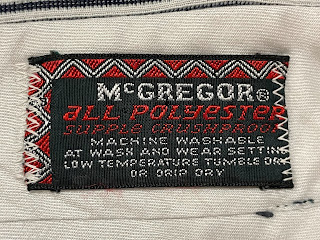 McGREGOR®
ALL POLYESTER
SUPPLE CRUSHPROOF
MACHINE WASHABLE
AT WASH AND WEAR SETTING
LOW TEMPERATURE TUMBLE DRY
OR DRIP DRY